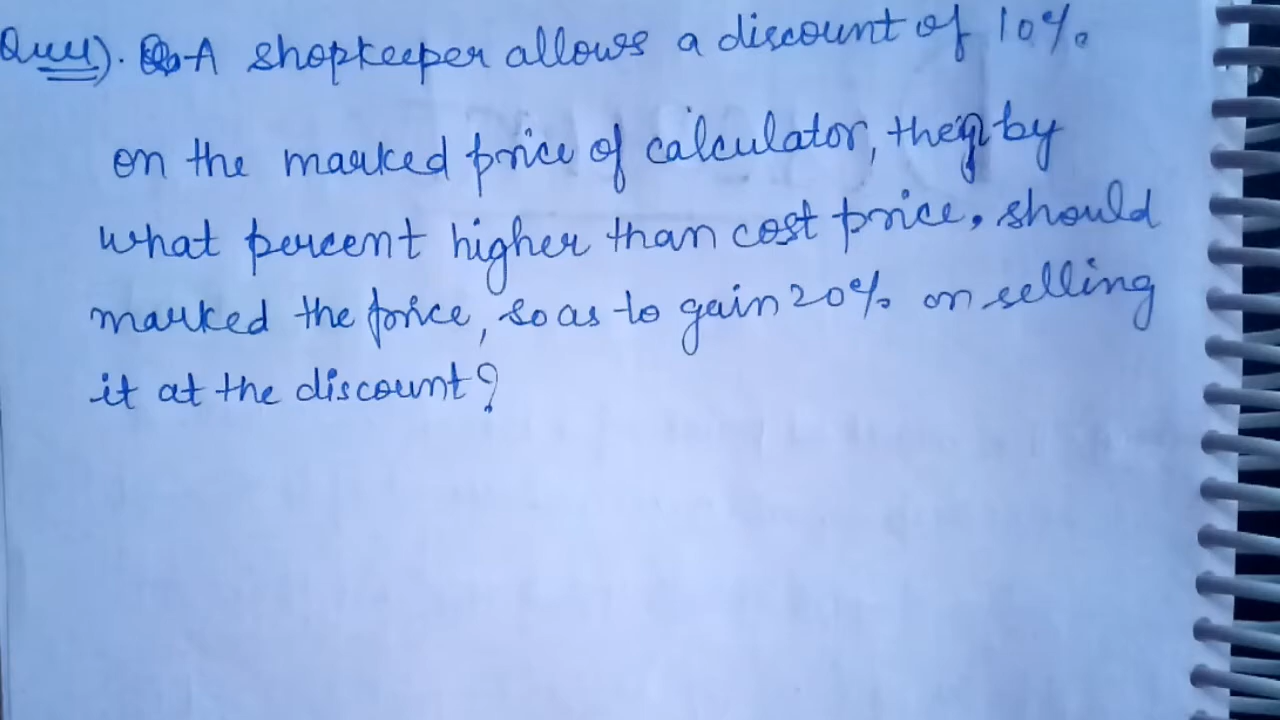 Ques). A shopkeeper allows a discount of 10%
on the marked price of calculator, then by
what percent higher than cost price, should
marked the price, so as to gain 20% on selling
it at the discount?